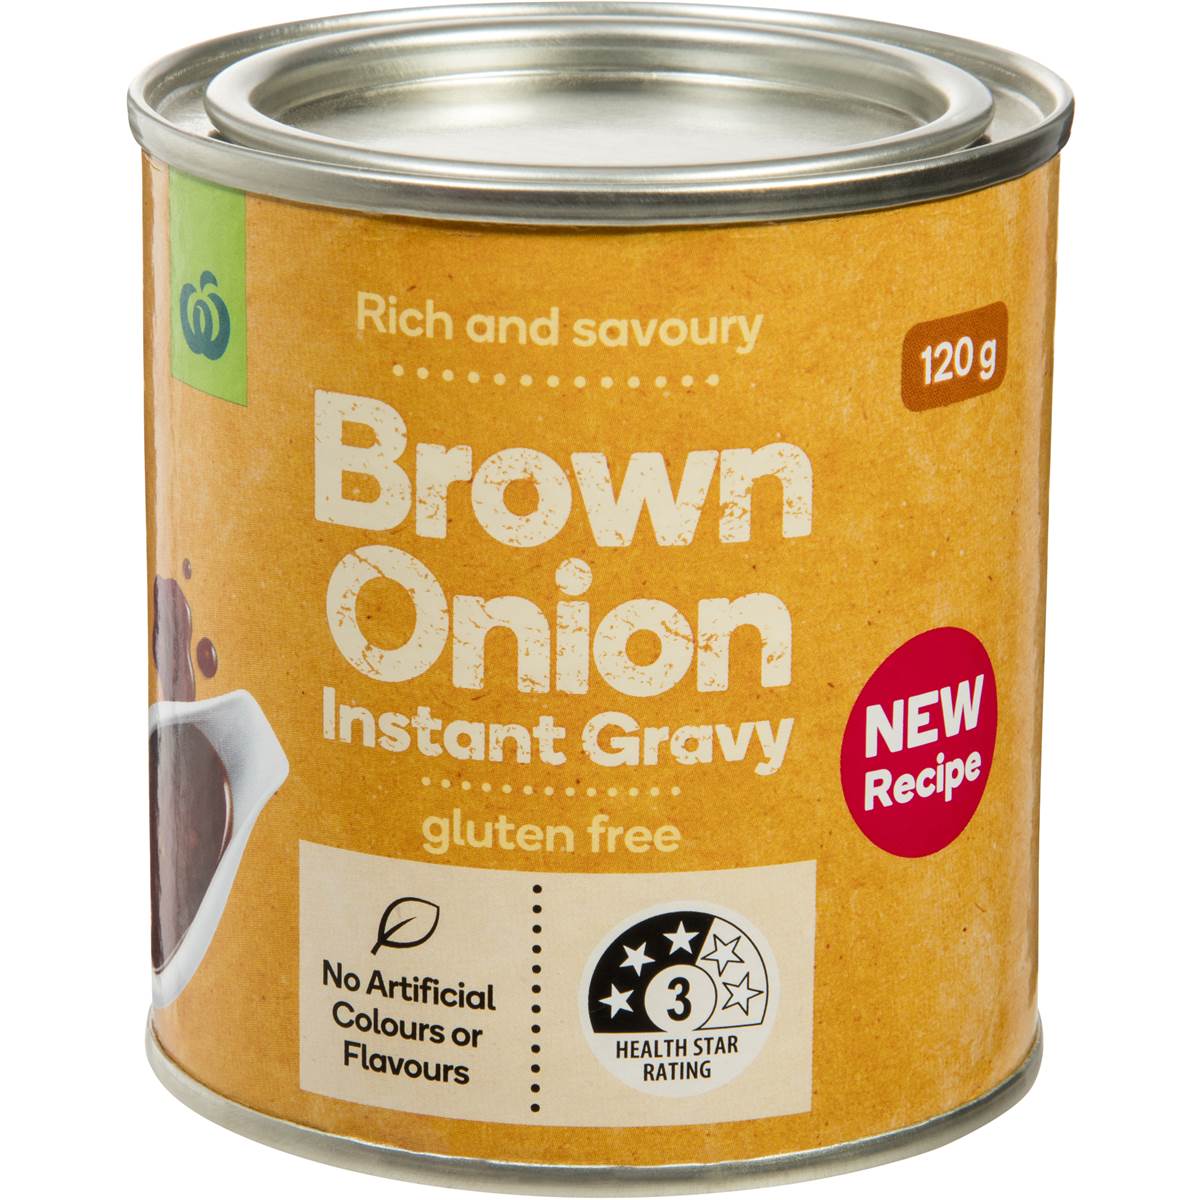 Rich and savoury
120 g
Brown
Onion
Instant Gravy
gluten free
NEW
Recipe
No Artificial
Colours or
Flavours
3
HEALTH STAR
RATING